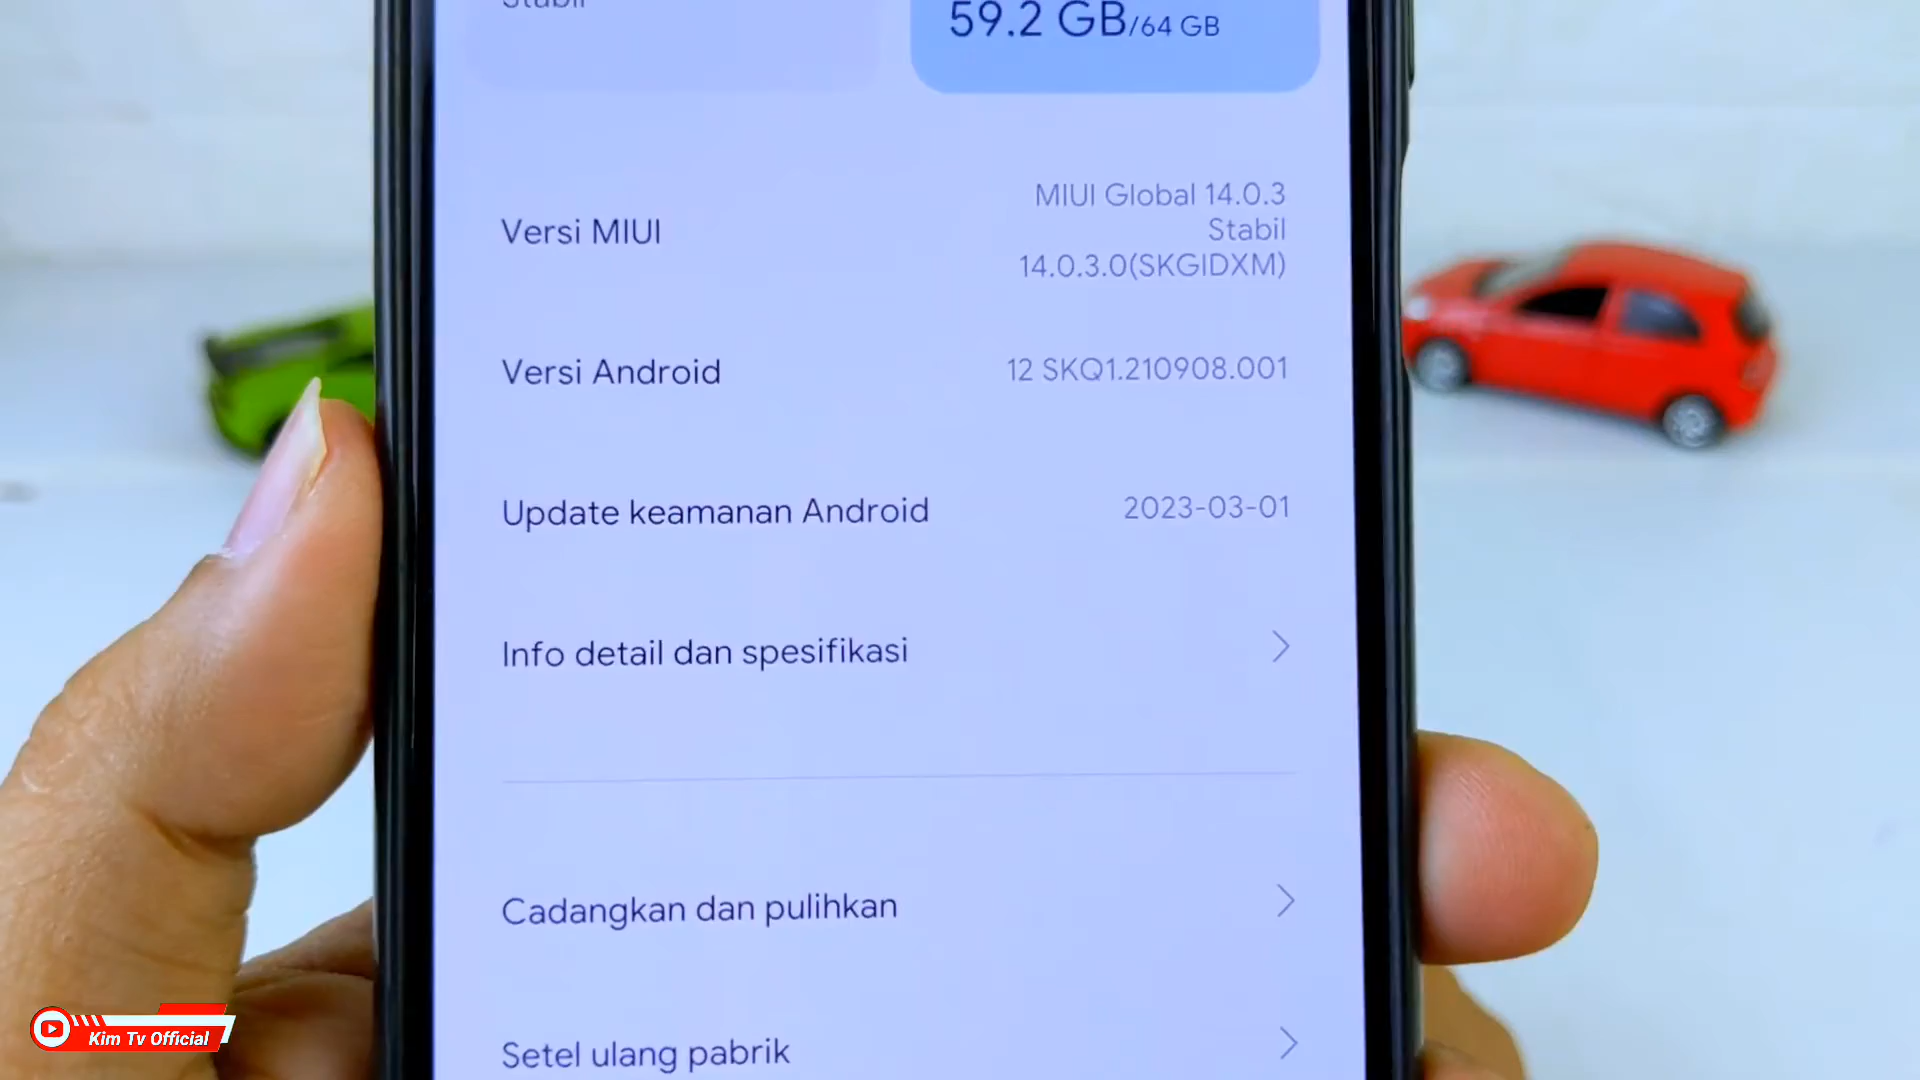 Stabil
59.2 GB/64 GB
Versi MIUI
MIUI Global 14.0.3
Stabil
14.0.3.0(SKGIDXM)
Versi Android
12 SKQ1.210908.001
Update keamanan Android
2023-03-01
Info detail dan spesifikasi
Cadangkan dan pulihkan
Setel ulang pabrik
Kim Tv Official